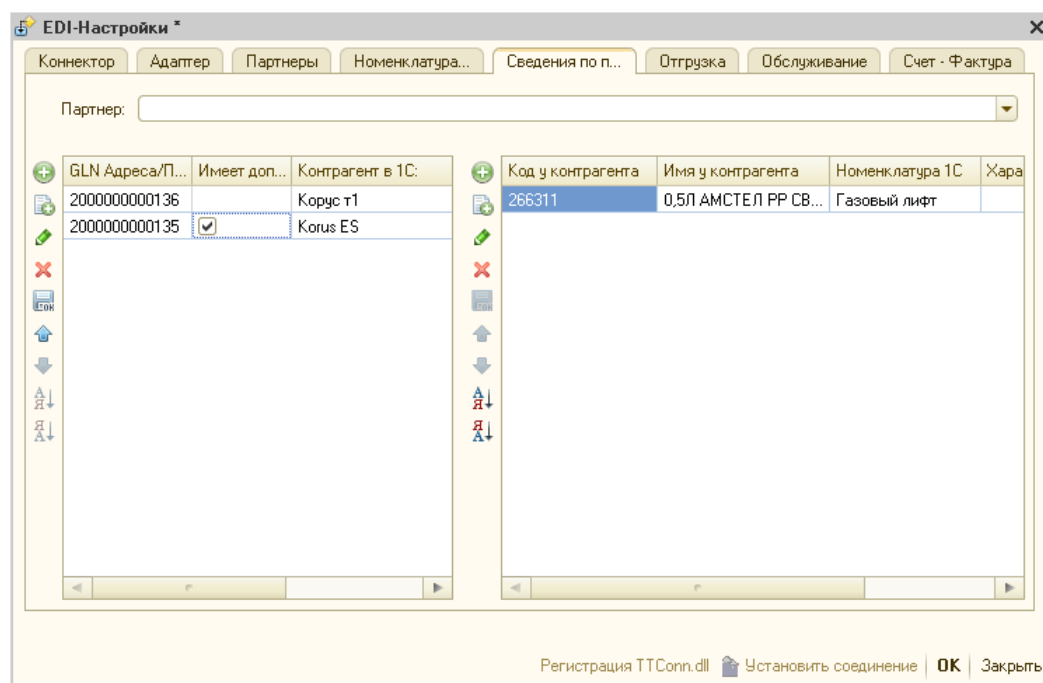 EDI-Настройки *
Коннектор Адаптер Партнеры Номенклатура... Сведения по п... Отгрузка Обслуживание Счет - Фактура
Партнер:
GLN Адреса/П... Имеет доп... Контрагент в 1С: Код у контрагента Имя у контрагента Номенклатура 1С Хара
2000000000136 Корус т1 266311 0,5Л АМСТЕЛ РР СВ... Газовый лифт
2000000000135 Korus ES
Регистрация TTConn.dll Установить соединение OK Закрыть